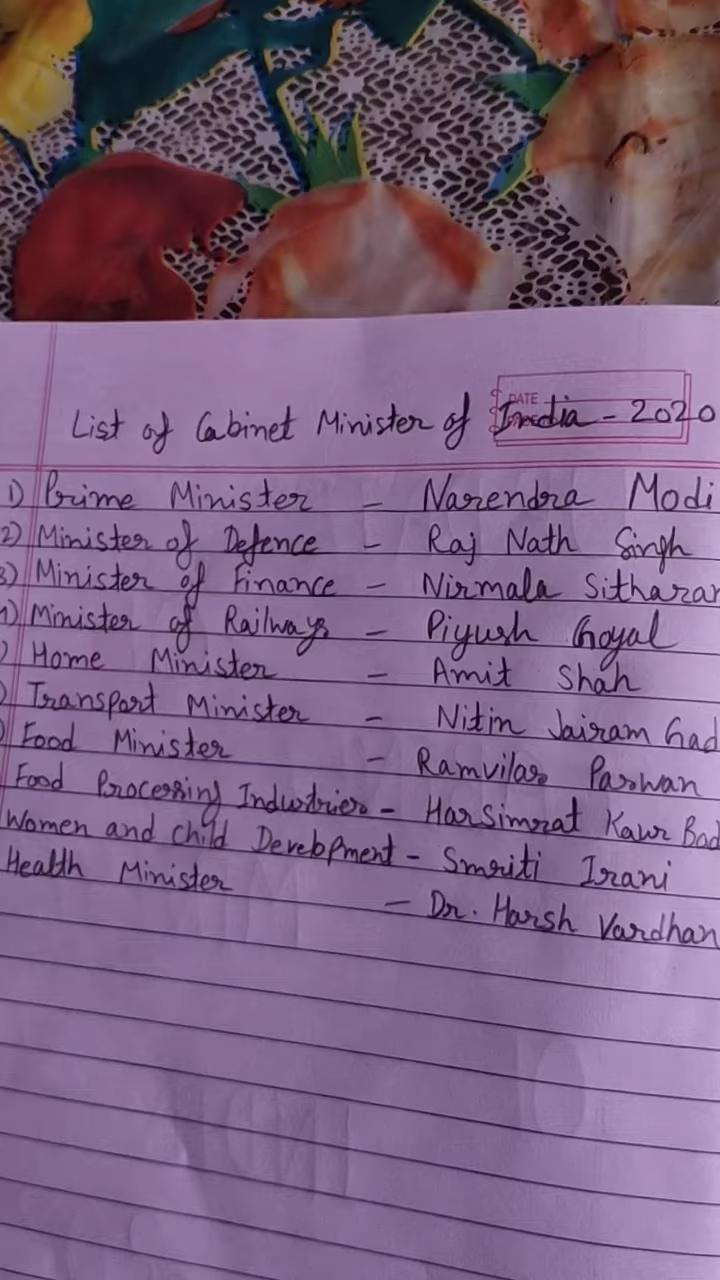 DATE
List of Cabinet Minister of India - 2020
1) Prime Minister - Narendra Modi
2) Minister of Defence - Raj Nath Singh
3) Minister of Finance - Nirmala Sitharar
) Minister of Railways - Piyush Goyal
) Home Minister - Amit Shah
) Transport Minister - Nitin Jairam Gad
) Food Minister - Ramvilas Paswan
Food Processing Industries - Harsimrat Kaur Bad
Women and Child Development - Smriti Irani
Health Minister - Dr. Harsh Vardhan